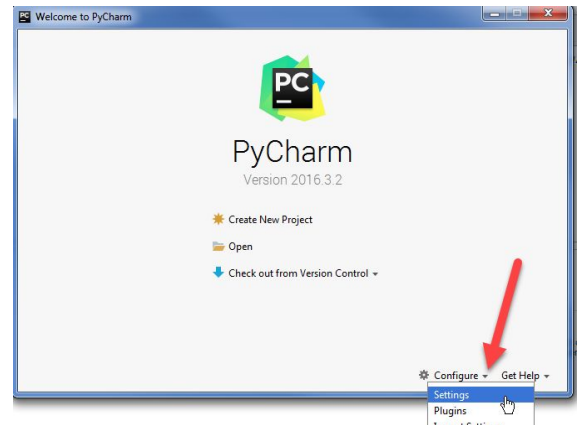 PC Welcome to PyCharm
PC
PyCharm
Version 2016.3.2
Create New Project
Open
Check out from Version Control
Configure Get Help
Settings
Plugins